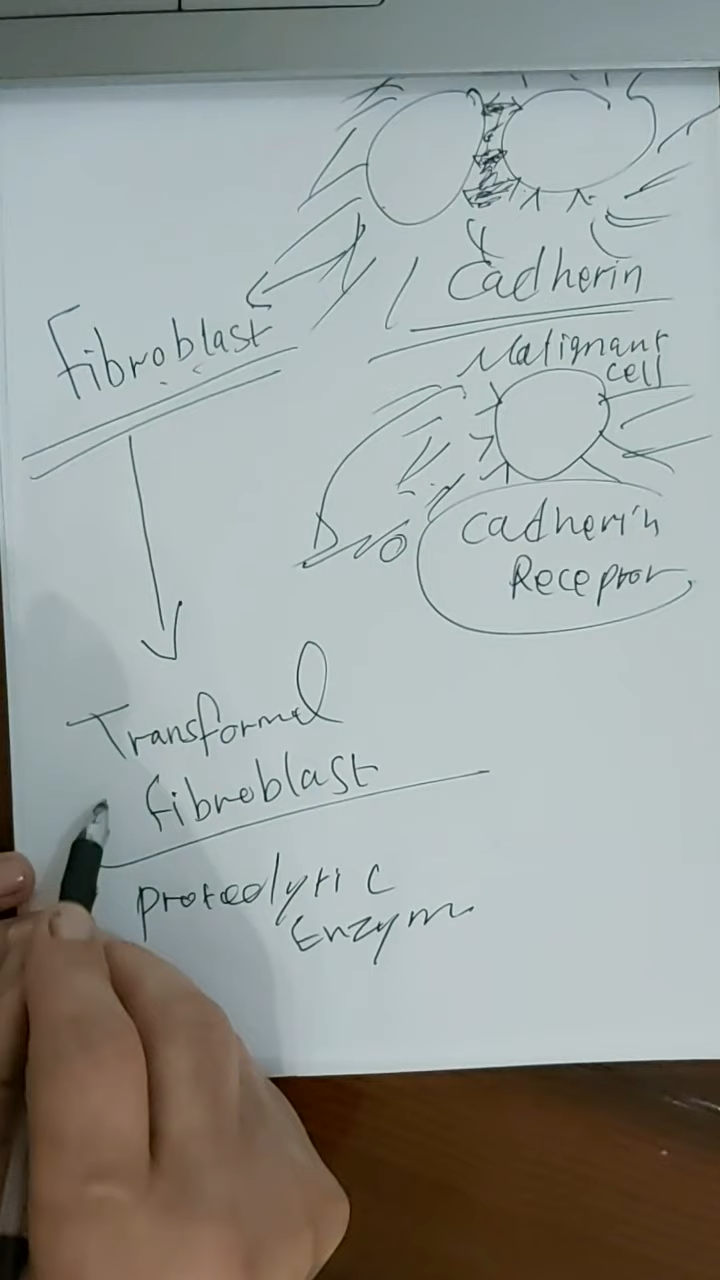 Cadherin
Fibroblast
Malignant
cell
Cadherin
Receptor
Transformed
fibroblast
proteolytic
Enzyme